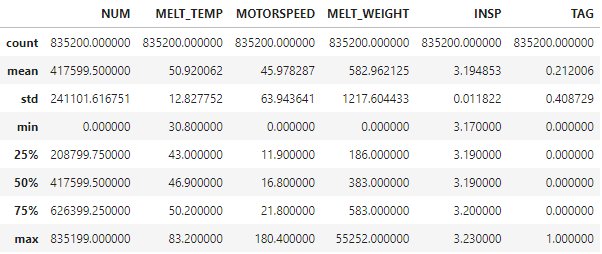 NUM MELT_TEMP MOTORSPEED MELT_WEIGHT INSP TAG
count 835200.000000 835200.000000 835200.000000 835200.000000 835200.000000 835200.000000
mean 417599.500000 50.920062 45.978287 582.962125 3.194853 0.212006
std 241101.616751 12.827752 63.943641 1217.604433 0.011822 0.408729
min 0.000000 30.800000 0.000000 0.000000 3.170000 0.000000
25% 208799.750000 43.000000 11.900000 186.000000 3.190000 0.000000
50% 417599.500000 46.900000 16.800000 383.000000 3.190000 0.000000
75% 626399.250000 50.200000 21.800000 583.000000 3.200000 0.000000
max 835199.000000 83.200000 180.400000 55252.000000 3.230000 1.000000